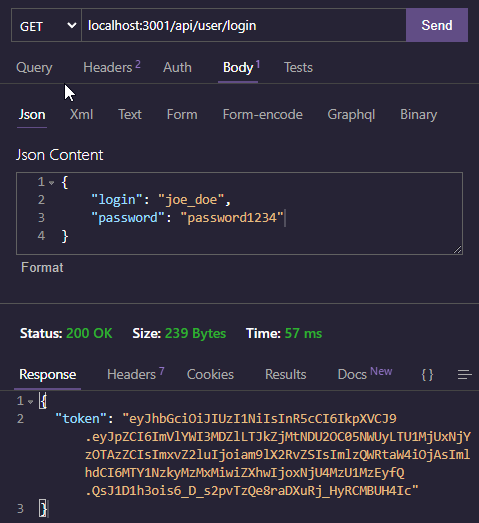 GET localhost:3001/api/user/login Send
Query Headers 2 Auth Body 1 Tests
Json Xml Text Form Form-encode Graphql Binary
Json Content
1 {
2 "login": "joe_doe",
3 "password": "password1234"
4 }
Format
Status: 200 OK Size: 239 Bytes Time: 57 ms
Response Headers 7 Cookies Results Docs New {}
1 {
2 "token": "eyJhbGciOiJIUzI1NiIsInR5cCI6IkpXVCJ9
.eyJpZCI6ImVlYWI3MDZlLTJkZjMtNDU2OC05NWUyLTU1MjUxNjY
zOTAzZCIsImxvZ2luIjoiam9lX2RvZSIsImlzQWRtaW4iOjAsIml
hdCI6MTY1NzkyMzMxMiwiZXhwIjoxNjU4MzU1MzEyfQ
.QsJ1D1h3ois6_D_s2pvTzQe8raDXuRj_HyRCMBUH4Ic"
3 }